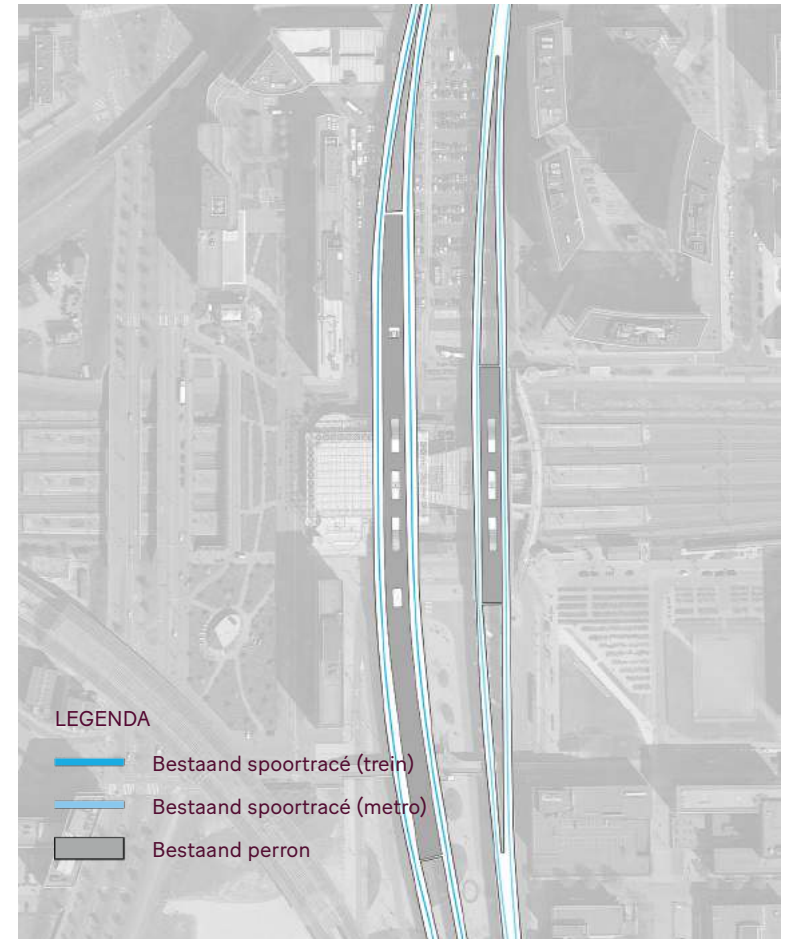 LEGENDA
Bestaand spoortracé (trein)
Bestaand spoortracé (metro)
Bestaand perron